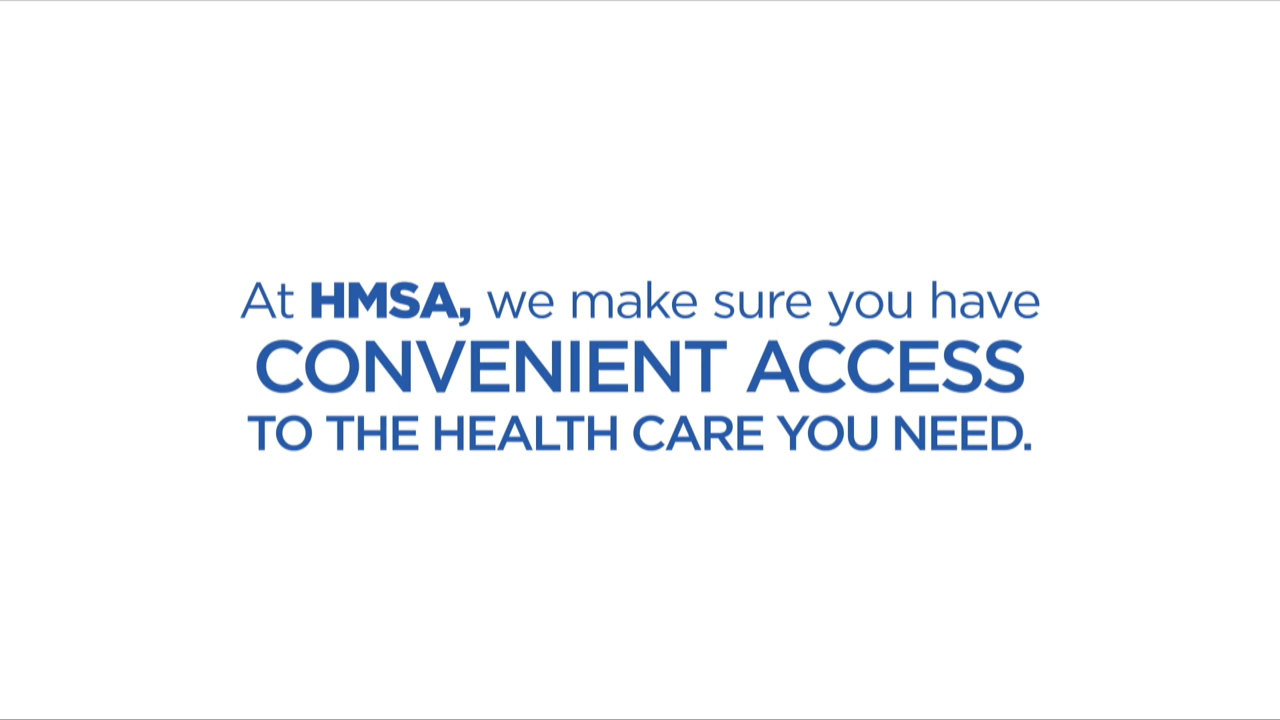 At HMSA, we make sure you have
CONVENIENT ACCESS
TO THE HEALTH CARE YOU NEED.